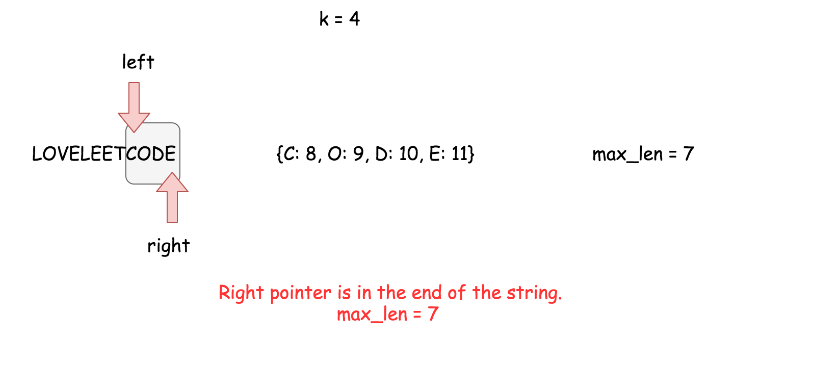 k = 4
left
LOVELEETCODE {C: 8, O: 9, D: 10, E: 11} max_len = 7
right
Right pointer is in the end of the string.
max_len = 7